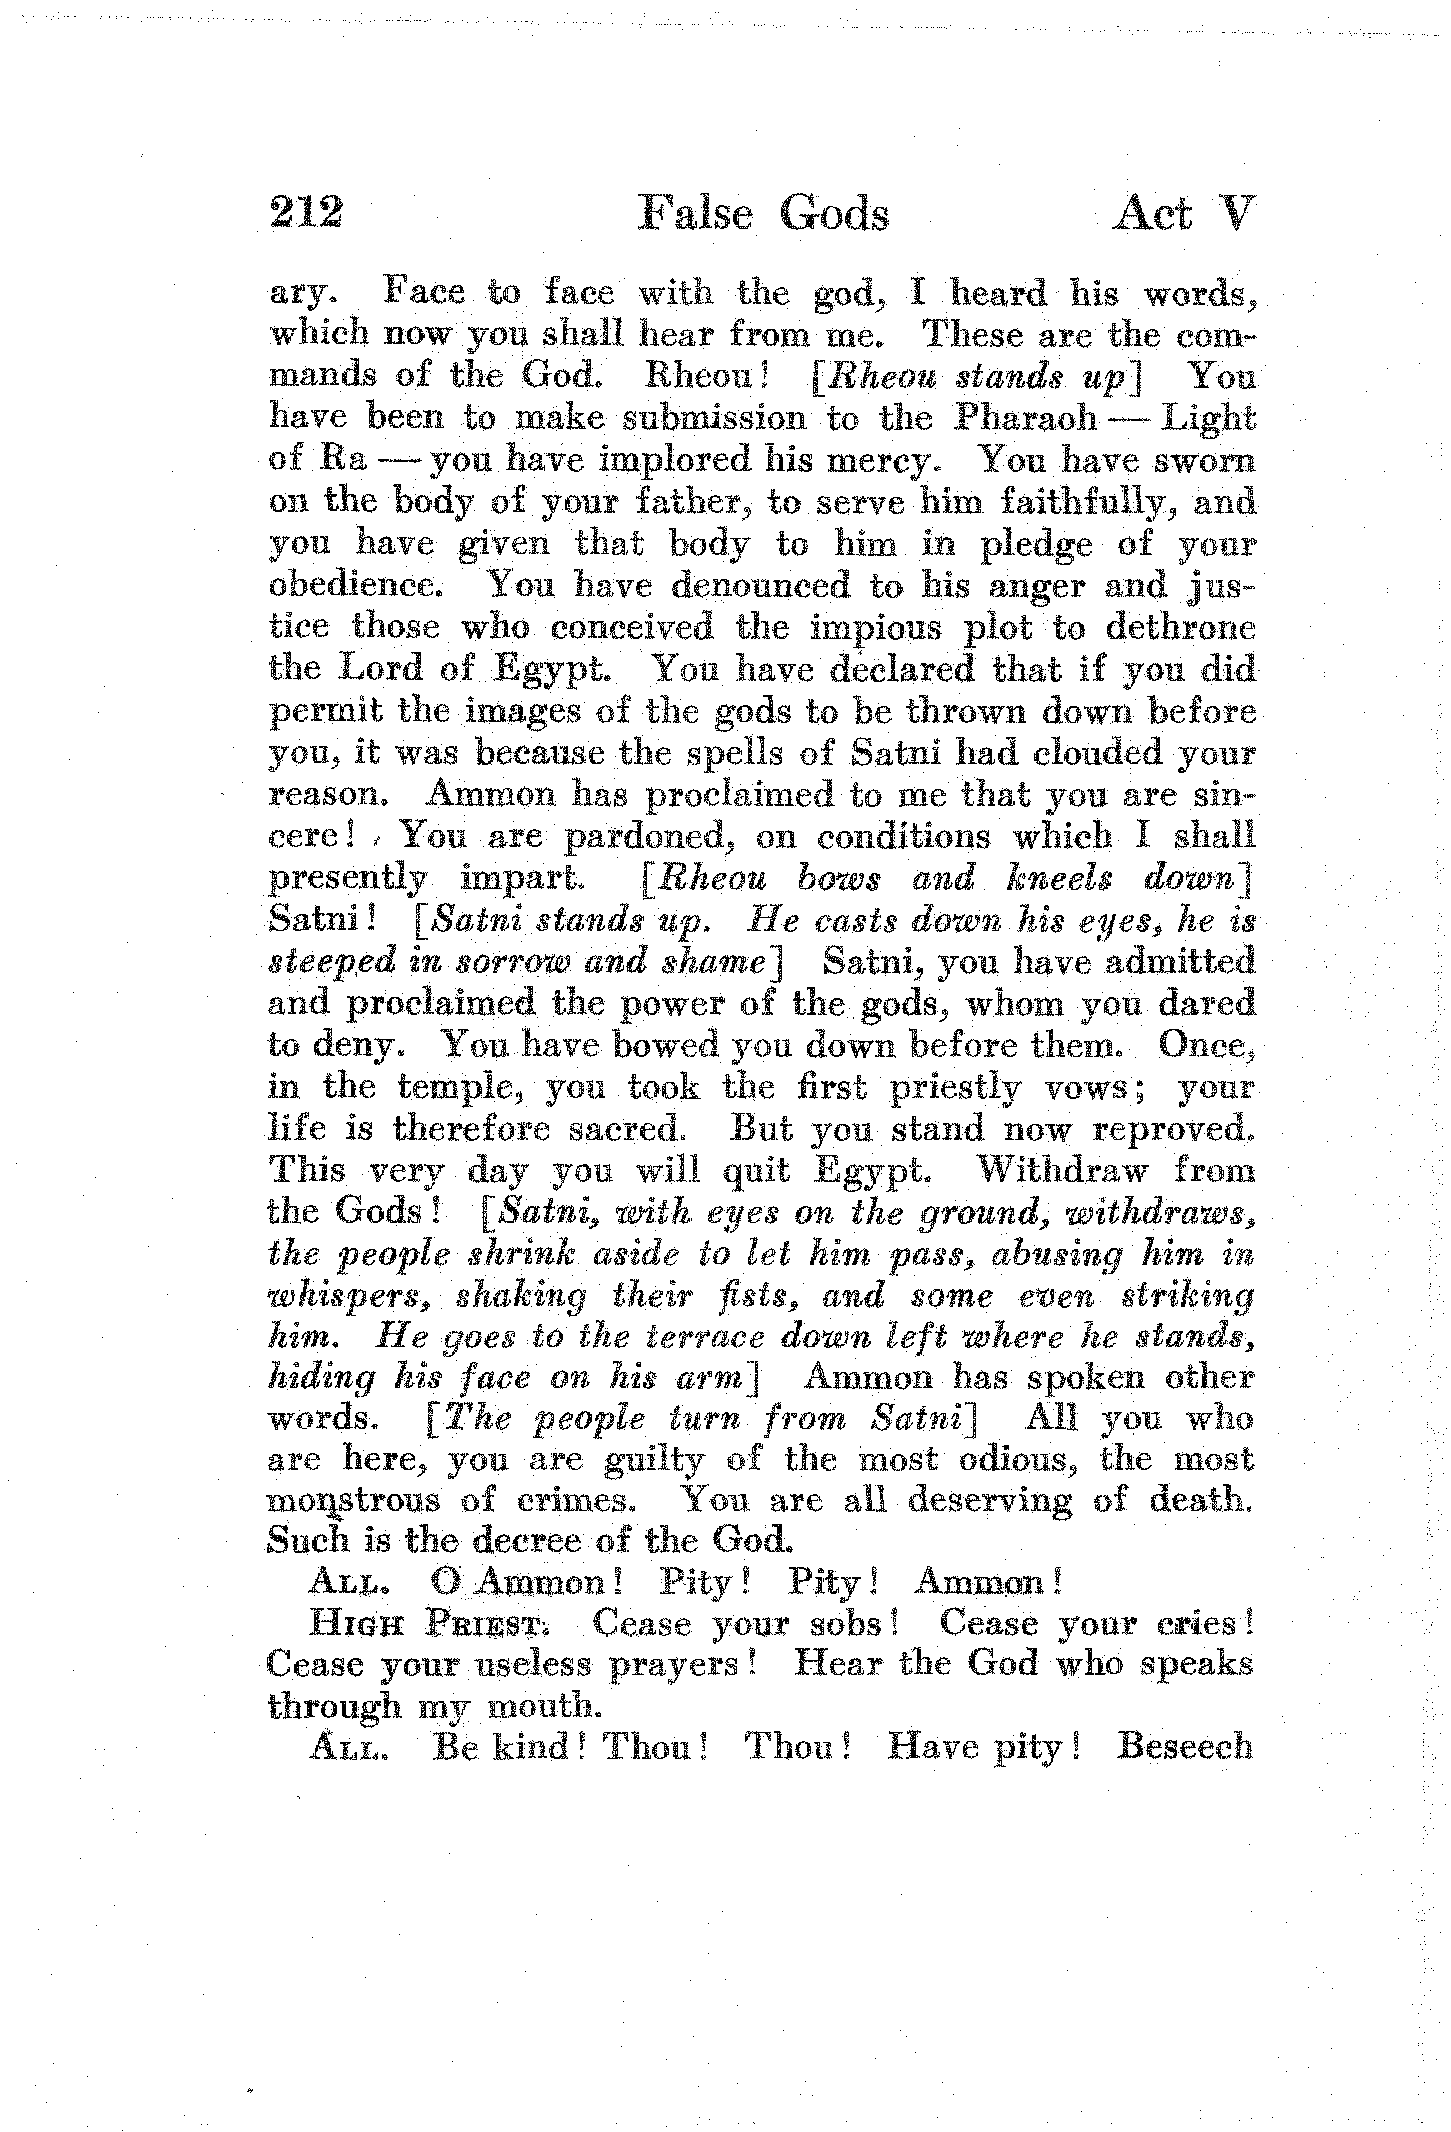 212 False Gods Act V
ary. Face to face with the god, I heard his words,
which now you shall hear from me. These are the com-
mands of the God. Rheou! [Rheou stands up] You
have been to make submission to the Pharaoh — Light
of Ra — you have implored his mercy. You have sworn
on the body of your father, to serve him faithfully, and
you have given that body to him in pledge of your
obedience. You have denounced to his anger and jus-
tice those who conceived the impious plot to dethrone
the Lord of Egypt. You have declared that if you did
permit the images of the gods to be thrown down before
you, it was because the spells of Satni had clouded your
reason. Ammon has proclaimed to me that you are sin-
cere! You are pardoned, on conditions which I shall
presently impart. [Rheou bows and kneels down]
Satni! [Satni stands up. He casts down his eyes, he is
steeped in sorrow and shame] Satni, you have admitted
and proclaimed the power of the gods, whom you dared
to deny. You have bowed you down before them. Once,
in the temple, you took the first priestly vows; your
life is therefore sacred. But you stand now reproved.
This very day you will quit Egypt. Withdraw from
the Gods! [Satni, with eyes on the ground, withdraws,
the people shrink aside to let him pass, abusing him in
whispers, shaking their fists, and some even striking
him. He goes to the terrace down left where he stands,
hiding his face on his arm] Ammon has spoken other
words. [The people turn from Satni] All you who
are here, you are guilty of the most odious, the most
monstrous of crimes. You are all deserving of death.
Such is the decree of the God.
ALL. O Ammon! Pity! Pity! Ammon!
HIGH PRIEST. Cease your sobs! Cease your cries!
Cease your useless prayers! Hear the God who speaks
through my mouth.
ALL. Be kind! Thou! Thou! Have pity! Beseech